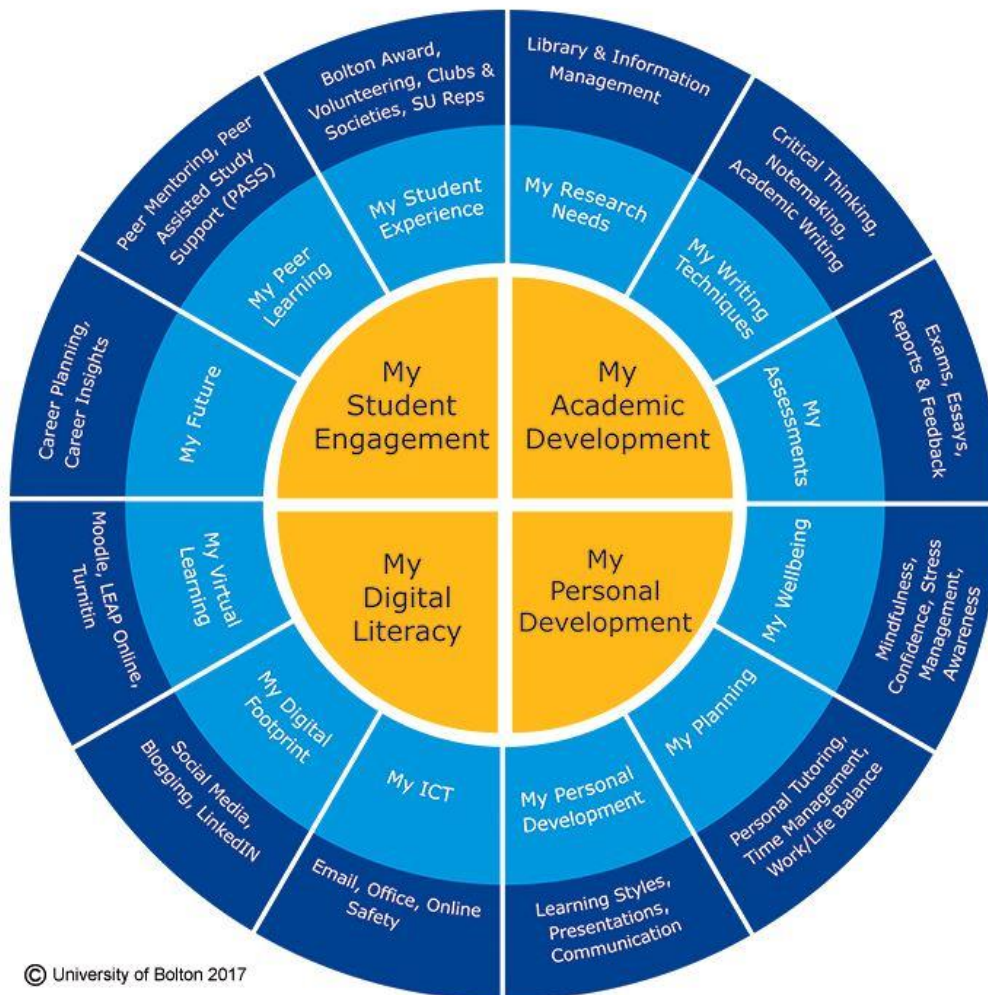 Bolton Award,
Volunteering, Clubs &
Societies, SU Reps
Library & Information
Management
Critical Thinking,
Notemaking,
Academic Writing
Exams, Essays,
Reports & Feedback
Mindfulness,
Confidence, Stress
Management,
Awareness
Personal Tutoring,
Time Management,
Work/Life Balance
Learning Styles,
Presentations,
Communication
Email, Office, Online
Safety
Social Media,
Blogging, LinkedIN
Moodle, LEAP Online,
Turnitin
Career Planning,
Career Insights
Peer Mentoring, Peer
Assisted Study
Support (PASS)
My Student
Experience
My Research
Needs
My Writing
Techniques
My
Assessments
My Wellbeing
My Planning
My Personal
Development
My ICT
My Digital
Footprint
My Virtual
Learning
My Future
My Peer
Learning
My
Student
Engagement
My
Academic
Development
My
Digital
Literacy
My
Personal
Development
© University of Bolton 2017